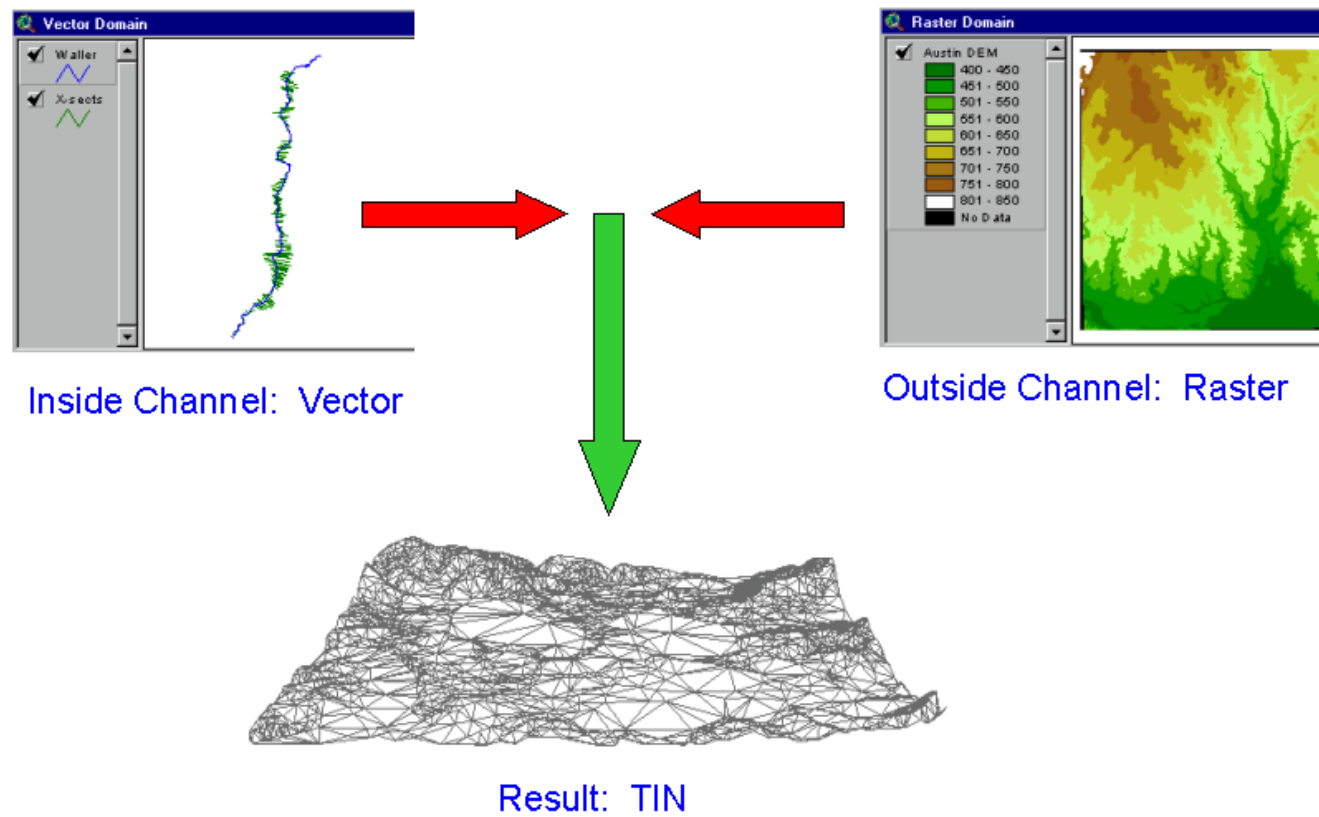 Vector Domain
Waller
X-sects
Raster Domain
Austin DEM
400 - 450
451 - 500
501 - 550
551 - 600
601 - 650
651 - 700
701 - 750
751 - 800
801 - 850
No Data
Inside Channel: Vector
Outside Channel: Raster
Result: TIN